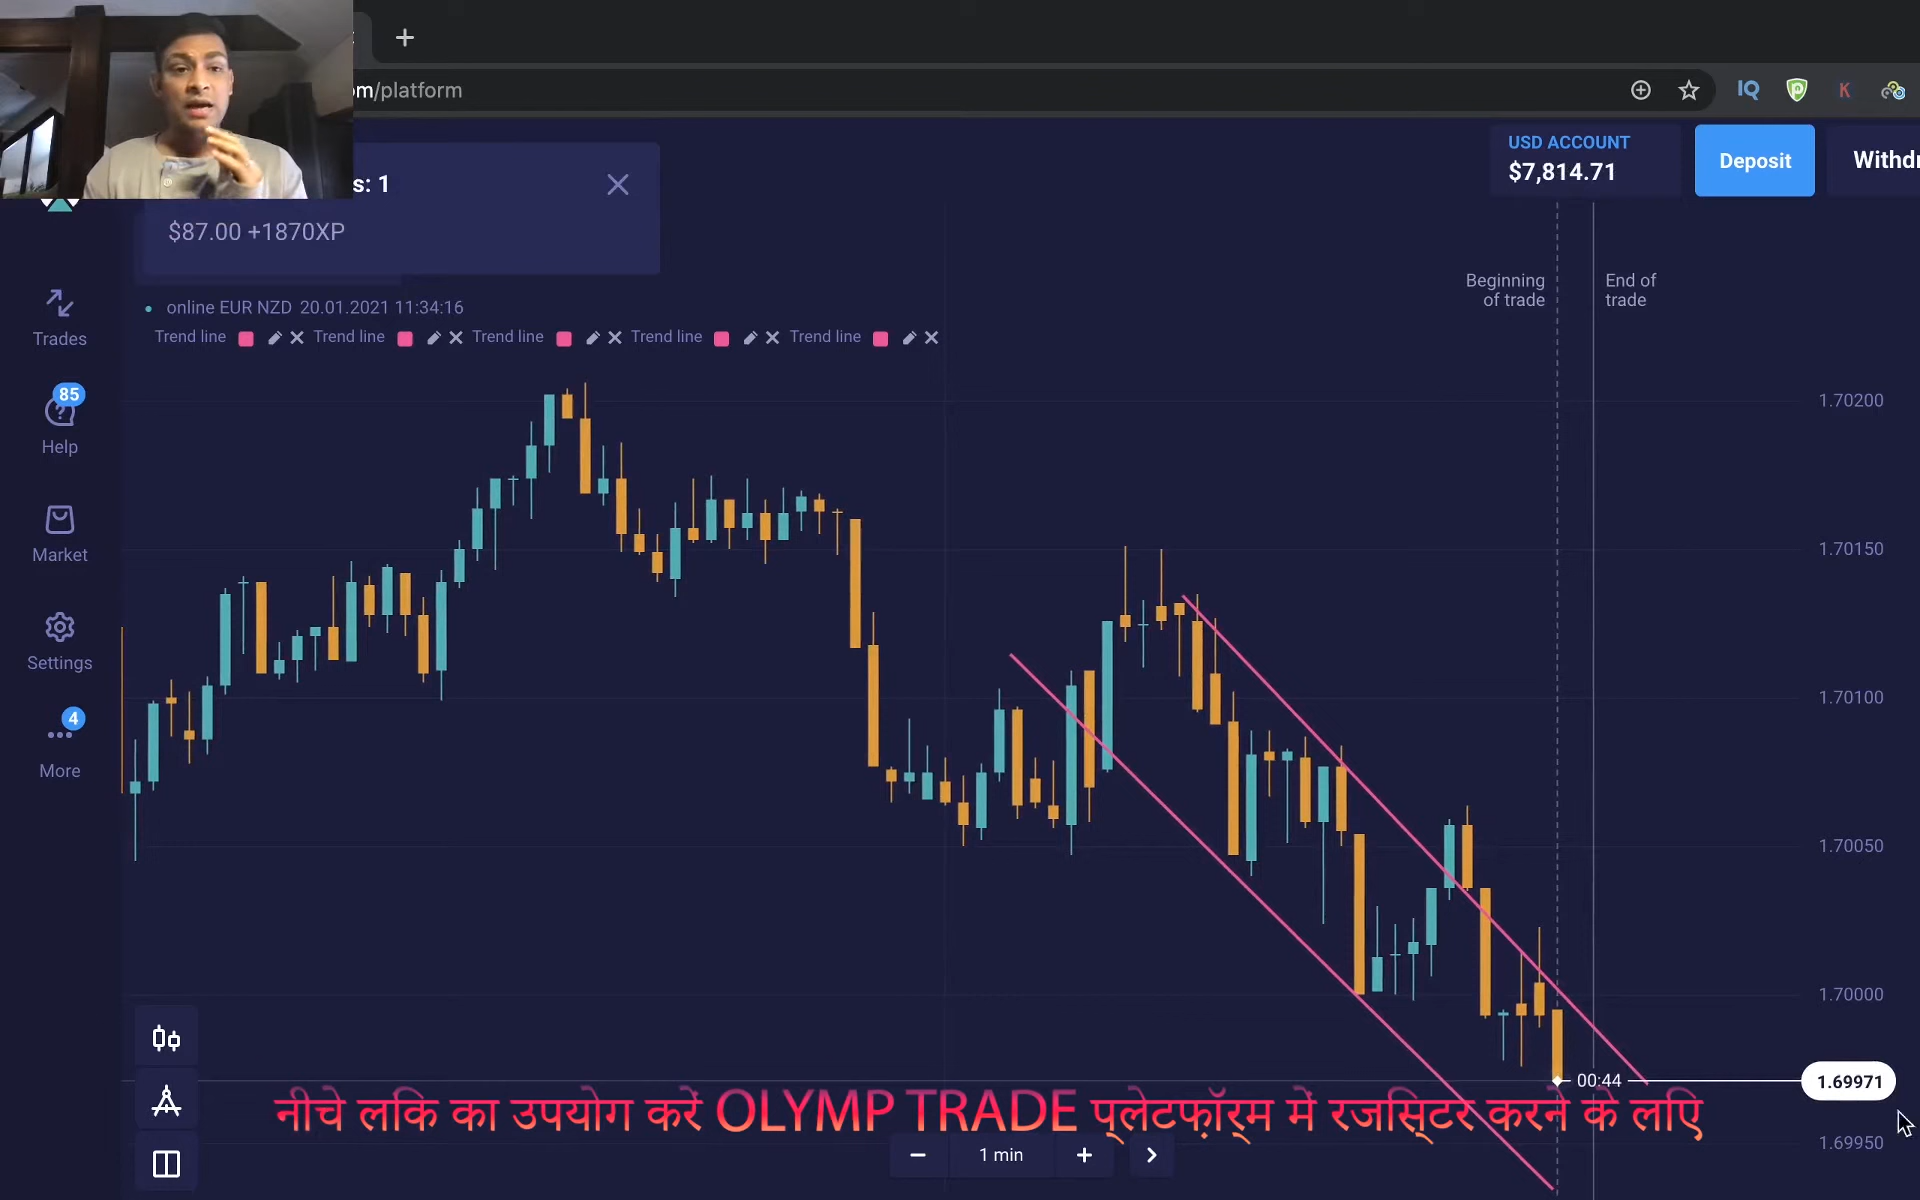 om/platform
IQ
K
USD ACCOUNT
$7,814.71
Deposit
Withdr
s: 1
$87.00 +1870XP
online EUR NZD 20.01.2021 11:34:16
Trend line Trend line Trend line Trend line Trend line
Beginning of trade
End of trade
Trades
85
Help
Market
Settings
4
More
1.70200
1.70150
1.70100
1.70050
1.70000
00:44
1.69971
1.69950
नीचे लकि का उपयोग करें OLYMP TRADE प्लेटफ़ॉर्म में रजिस्टर करने के लिए
1 min